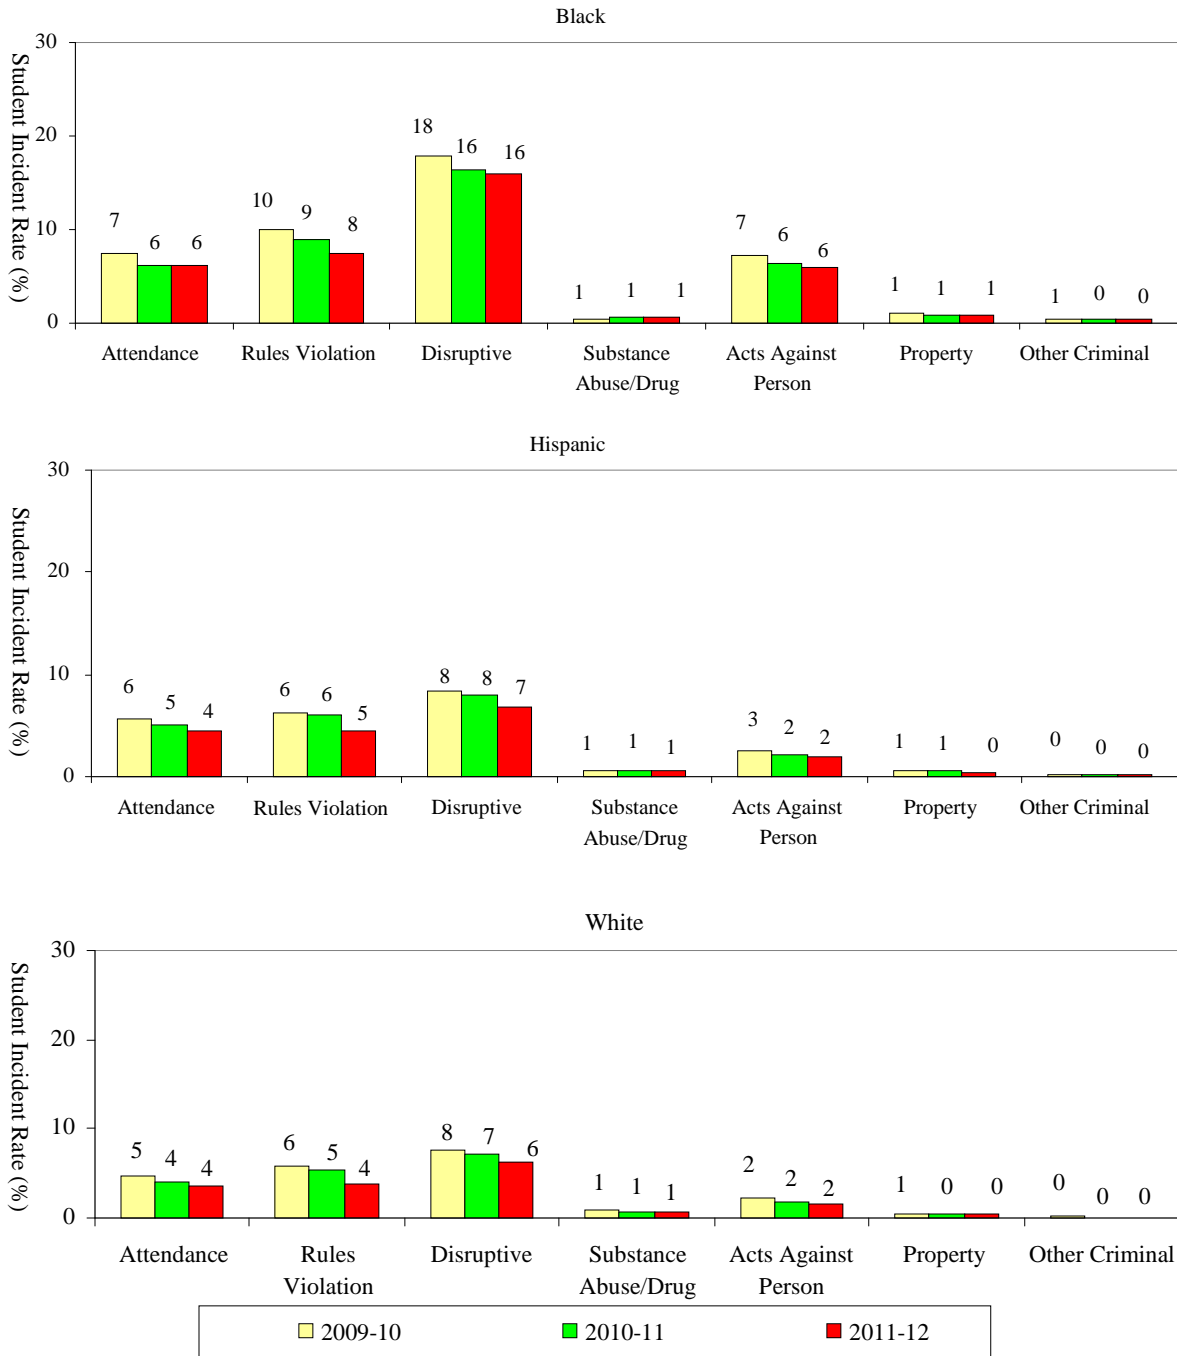 Black
Student Incident Rate (%)
30
20
10
0
18 16 16
10 9 8
7 6 6
7 6 6
1 1 1
1 1 1
1 0 0
Attendance Rules Violation Disruptive Substance Acts Against Property Other Criminal
Abuse/Drug Person
Hispanic
Student Incident Rate (%)
30
20
10
0
6 5 4
6 6 5
8 8 7
1 1 1
3 2 2
1 1 0
0 0 0
Attendance Rules Violation Disruptive Substance Acts Against Property Other Criminal
Abuse/Drug Person
White
Student Incident Rate (%)
30
20
10
0
5 4 4
6 5 4
8 7 6
1 1 1
2 2 2
1 0 0
0 0 0
Attendance Rules Disruptive Substance Acts Against Property Other Criminal
Violation Abuse/Drug Person
2009-10 2010-11 2011-12